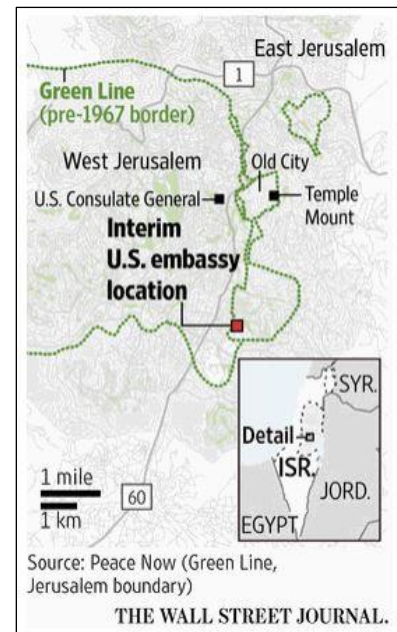 East Jerusalem
1
Green Line
(pre-1967 border)
West Jerusalem
Old City
U.S. Consulate General
Temple
Mount
Interim
U.S. embassy
location
SYR.
Detail
ISR.
JORD.
EGYPT
1 mile
1 km
60
Source: Peace Now (Green Line,
Jerusalem boundary)
THE WALL STREET JOURNAL.